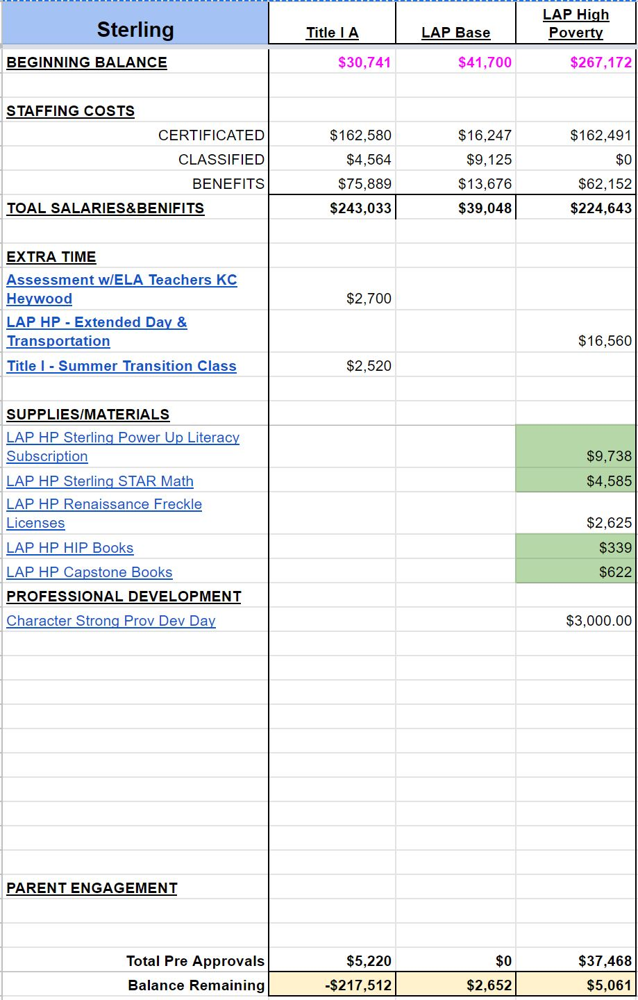 Sterling Title I A LAP Base LAP High Poverty
BEGINNING BALANCE $30,741 $41,700 $267,172
STAFFING COSTS
CERTIFICATED $162,580 $16,247 $162,491
CLASSIFIED $4,564 $9,125 $0
BENEFITS $75,889 $13,676 $62,152
TOAL SALARIES&BENIFITS $243,033 $39,048 $224,643
EXTRA TIME
Assessment w/ELA Teachers KC
Heywood $2,700
LAP HP - Extended Day &
Transportation $16,560
Title I - Summer Transition Class $2,520
SUPPLIES/MATERIALS
LAP HP Sterling Power Up Literacy
Subscription $9,738
LAP HP Sterling STAR Math $4,585
LAP HP Renaissance Freckle
Licenses $2,625
LAP HP HIP Books $339
LAP HP Capstone Books $622
PROFESSIONAL DEVELOPMENT
Character Strong Prov Dev Day $3,000.00
PARENT ENGAGEMENT
Total Pre Approvals $5,220 $0 $37,468
Balance Remaining -$217,512 $2,652 $5,061